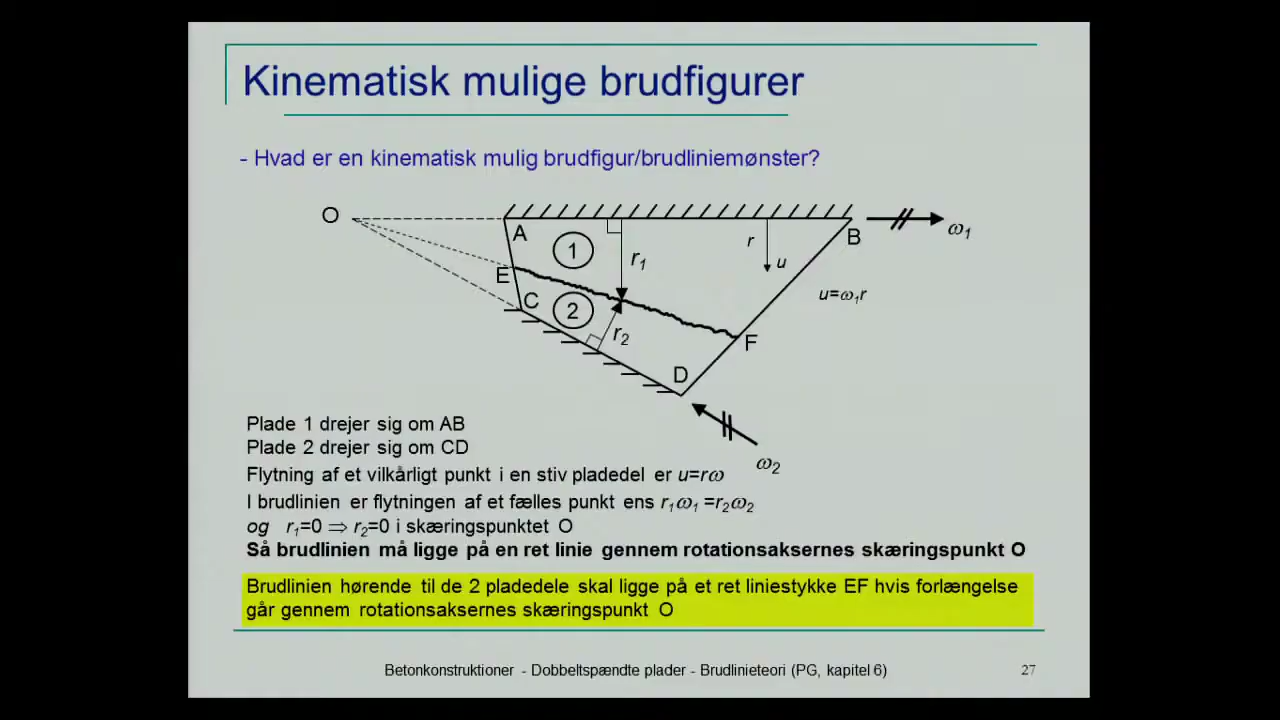 Kinematisk mulige brudfigurer
- Hvad er en kinematisk mulig brudfigur/brudliniemønster?
O
A
B
ω1
1
r1
r
u
E
C
2
r2
u=ω1r
F
D
ω2
Plade 1 drejer sig om AB
Plade 2 drejer sig om CD
Flytning af et vilkårligt punkt i en stiv pladedel er u=rω
I brudlinien er flytningen af et fælles punkt ens r1ω1 =r2ω2
og r1=0 ⇒ r2=0 i skæringspunktet O
Så brudlinien må ligge på en ret linie gennem rotationsaksernes skæringspunkt O
Brudlinien hørende til de 2 pladedele skal ligge på et ret liniestykke EF hvis forlængelse
går gennem rotationsaksernes skæringspunkt O
Betonkonstruktioner - Dobbeltspændte plader - Brudlinieteori (PG, kapitel 6)
27